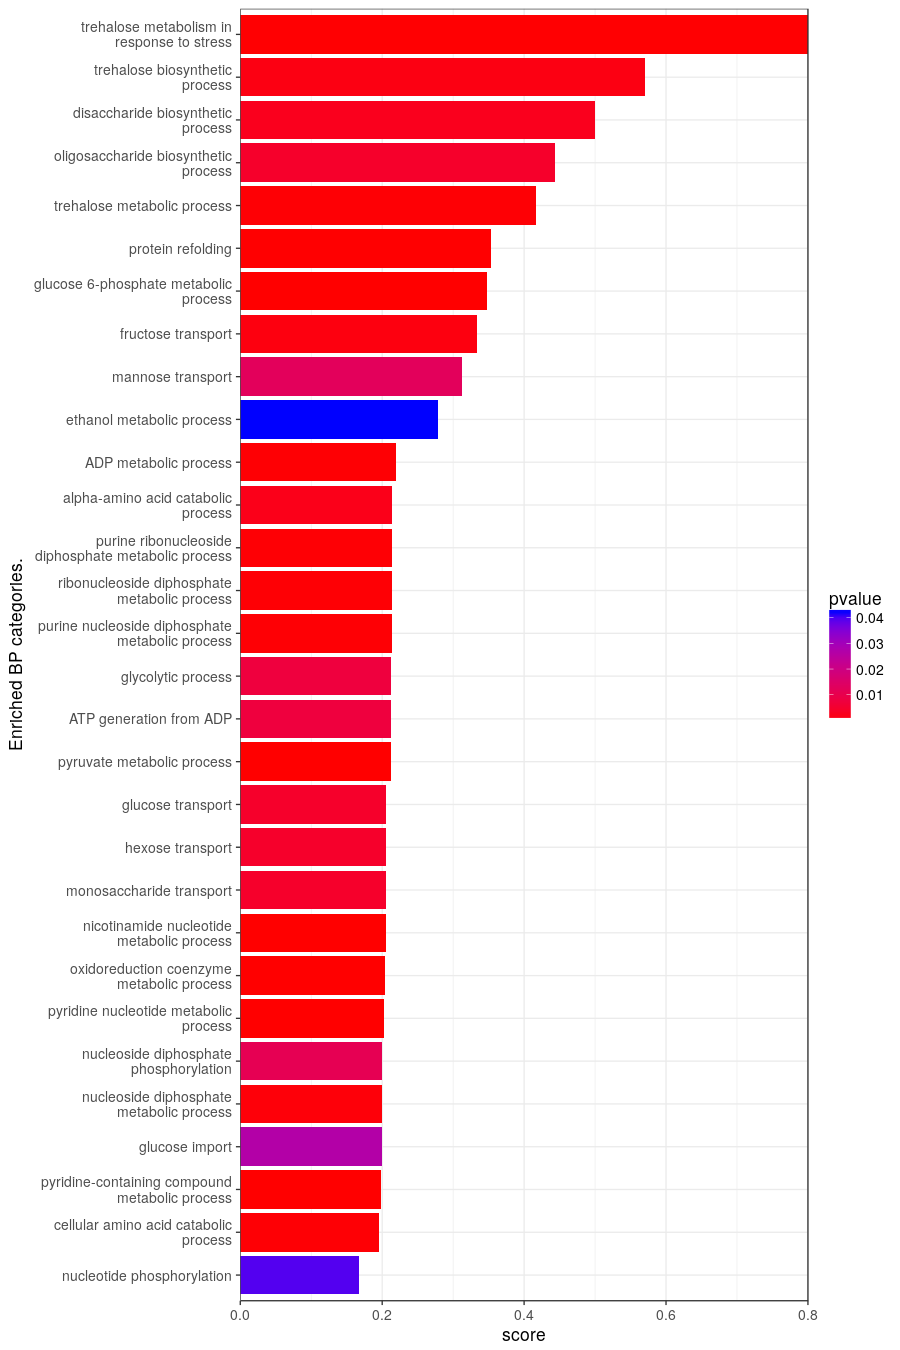 trehalose metabolism in
response to stress
trehalose biosynthetic
process
disaccharide biosynthetic
process
oligosaccharide biosynthetic
process
trehalose metabolic process
protein refolding
glucose 6-phosphate metabolic
process
fructose transport
mannose transport
ethanol metabolic process
ADP metabolic process
alpha-amino acid catabolic
process
purine ribonucleoside
diphosphate metabolic process
ribonucleoside diphosphate
metabolic process
purine nucleoside diphosphate
metabolic process
glycolytic process
ATP generation from ADP
pyruvate metabolic process
glucose transport
hexose transport
monosaccharide transport
nicotinamide nucleotide
metabolic process
oxidoreduction coenzyme
metabolic process
pyridine nucleotide metabolic
process
nucleoside diphosphate
phosphorylation
nucleoside diphosphate
metabolic process
glucose import
pyridine-containing compound
metabolic process
cellular amino acid catabolic
process
nucleotide phosphorylation
Enriched BP categories.
0.0 0.2 0.4 0.6 0.8
score
pvalue
0.04
0.03
0.02
0.01